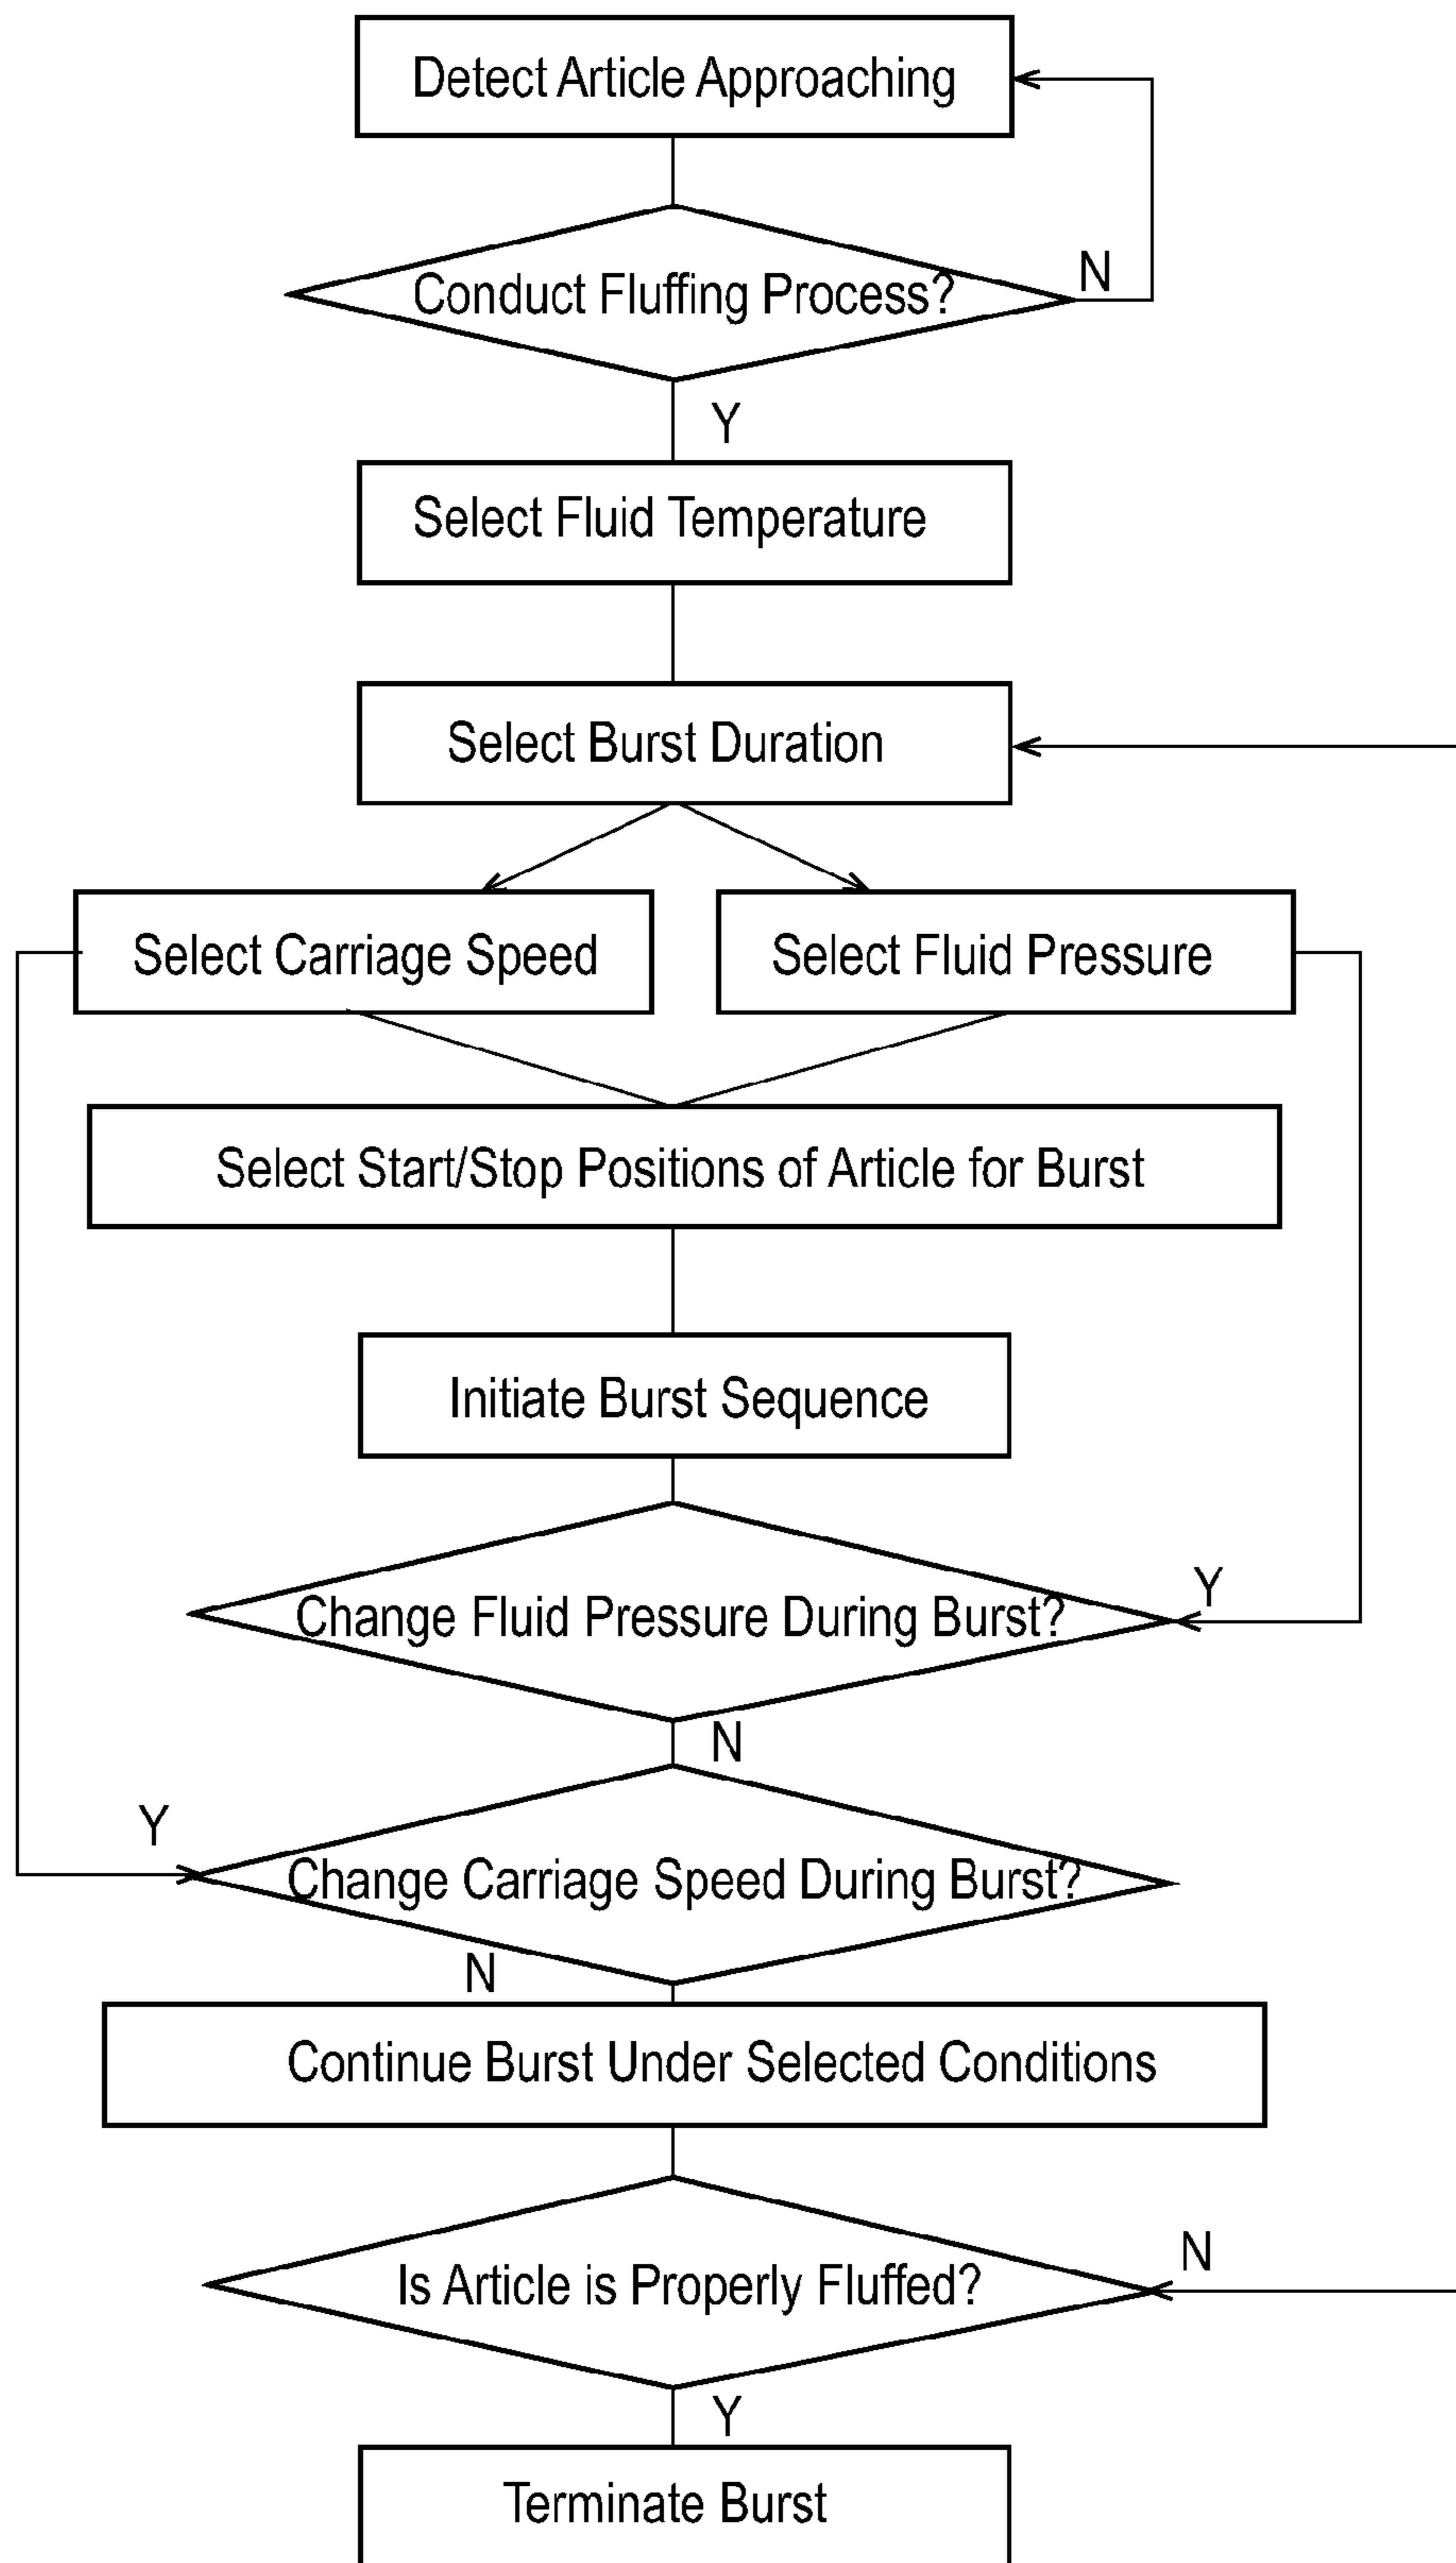 Detect Article Approaching
Conduct Fluffing Process?
N
Y
Select Fluid Temperature
Select Burst Duration
Select Carriage Speed
Select Fluid Pressure
Select Start/Stop Positions of Article for Burst
Initiate Burst Sequence
Change Fluid Pressure During Burst?
Y
N
Y
Change Carriage Speed During Burst?
N
Continue Burst Under Selected Conditions
Is Article is Properly Fluffed?
N
Y
Terminate Burst